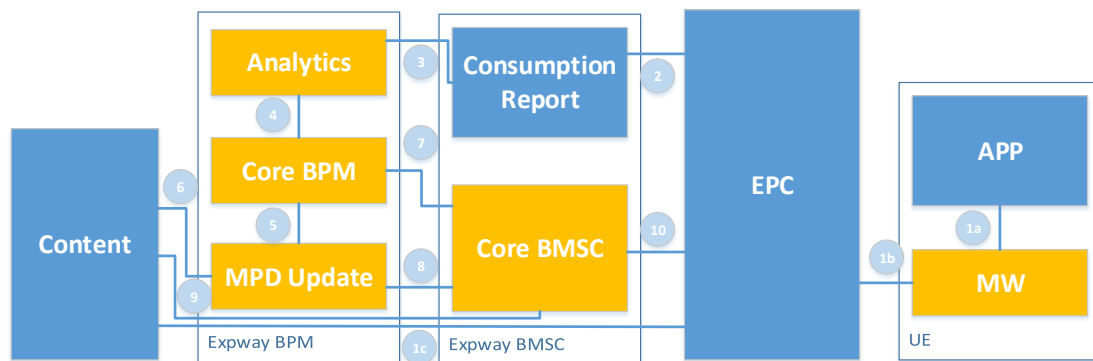 Analytics
3
Consumption
Report
2
4
7
APP
Core BPM
6
EPC
1a
5
Content
Core BMSC
10
1b
MPD Update
8
MW
9
Expway BPM
1c
Expway BMSC
UE